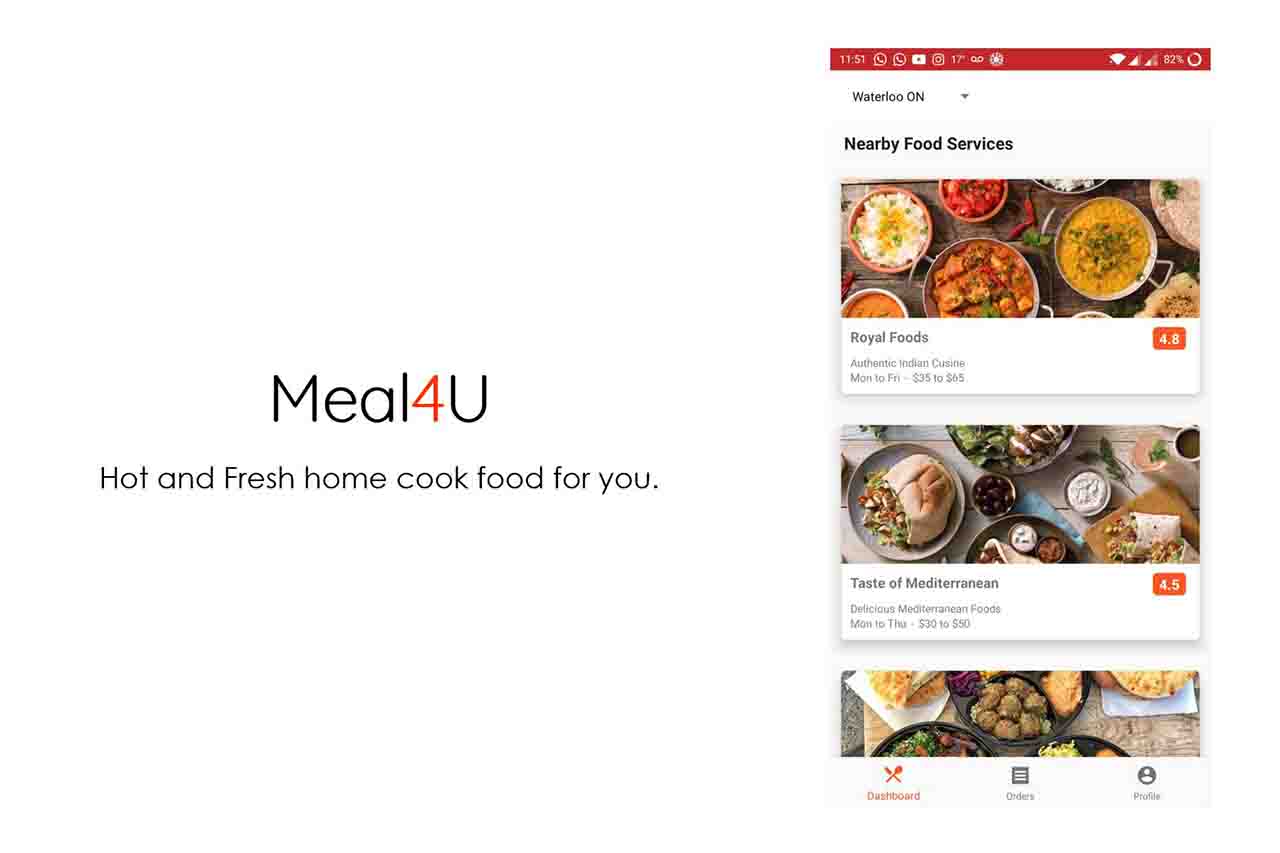 Meal4U
Hot and Fresh home cook food for you.
11:51 17° 82%
Waterloo ON
Nearby Food Services
Royal Foods 4.8
Authentic Indian Cusine
Mon to Fri - $35 to $65
Taste of Mediterranean 4.5
Delicious Mediterranean Foods
Mon to Thu - $30 to $50
Dashboard Orders Profile